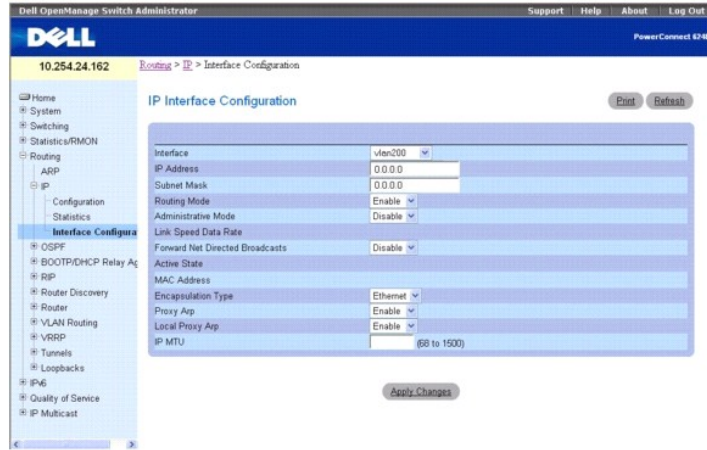 Dell OpenManage Switch Administrator
Support Help About Log Out
DELL
PowerConnect 6248
10.254.24.162
Routing > IP > Interface Configuration
Home
System
Switching
Statistics/RMON
Routing
ARP
IP
Configuration
Statistics
Interface Configura
OSPF
BOOTP/DHCP Relay Ag
RIP
Router Discovery
Router
VLAN Routing
VRRP
Tunnels
Loopbacks
IPv6
Quality of Service
IP Multicast
IP Interface Configuration
Print Refresh
Interface vlan200
IP Address 0.0.0.0
Subnet Mask 0.0.0.0
Routing Mode Enable
Administrative Mode Disable
Link Speed Data Rate
Forward Net Directed Broadcasts Disable
Active State
MAC Address
Encapsulation Type Ethernet
Proxy Arp Enable
Local Proxy Arp Enable
IP MTU (68 to 1500)
Apply Changes